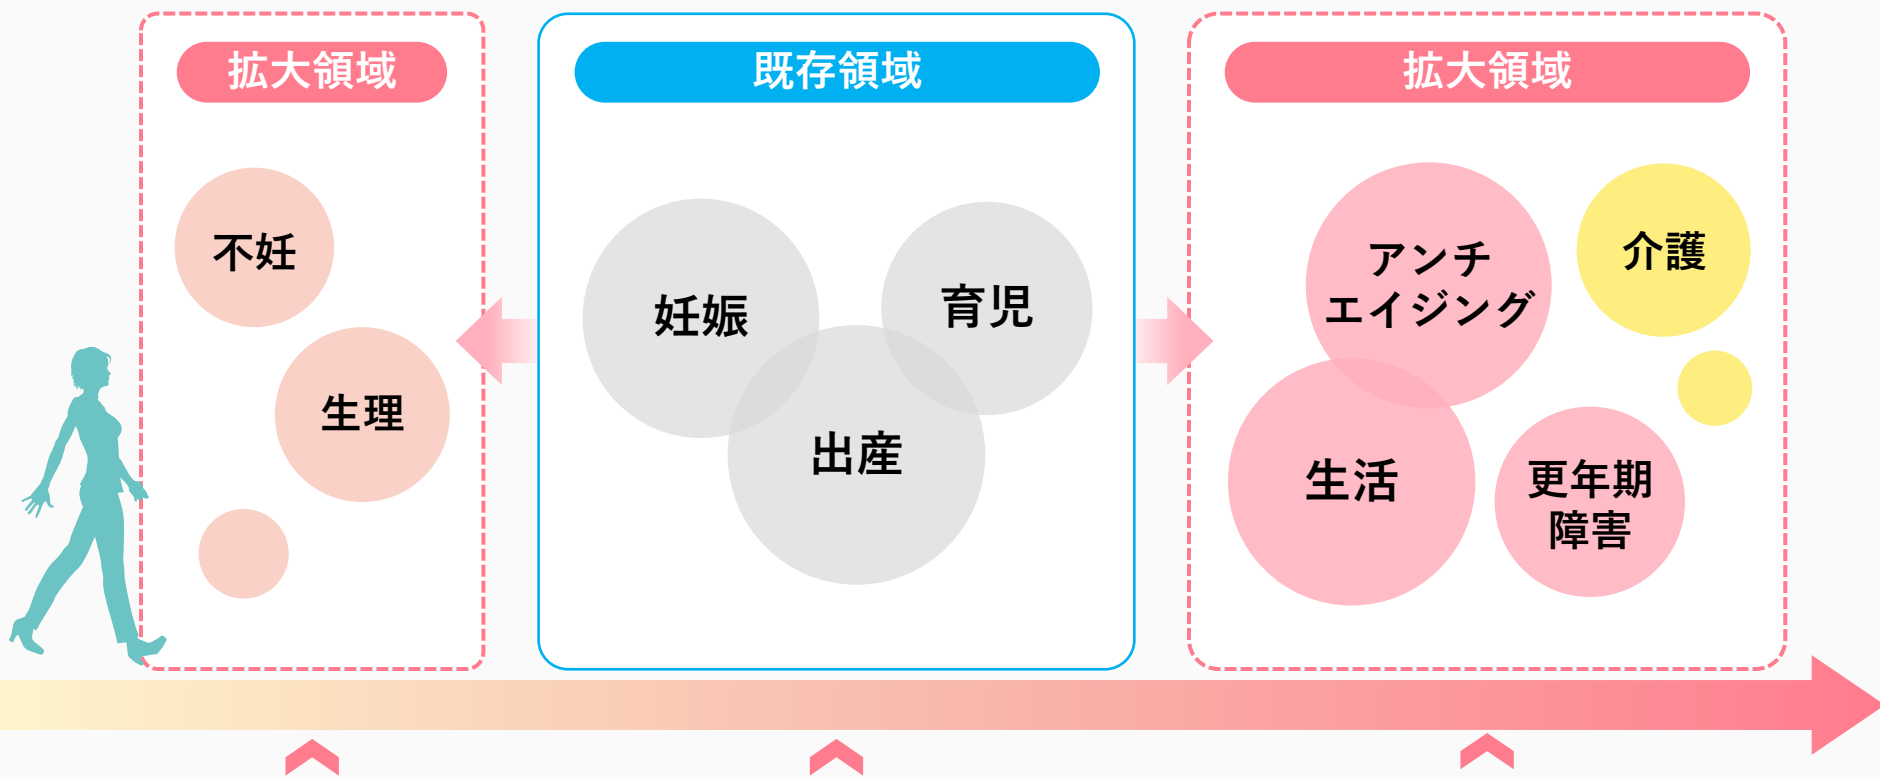 拡大領域
不妊
生理
既存領域
妊娠
育児
出産
拡大領域
アンチ
エイジング
介護
生活
更年期
障害